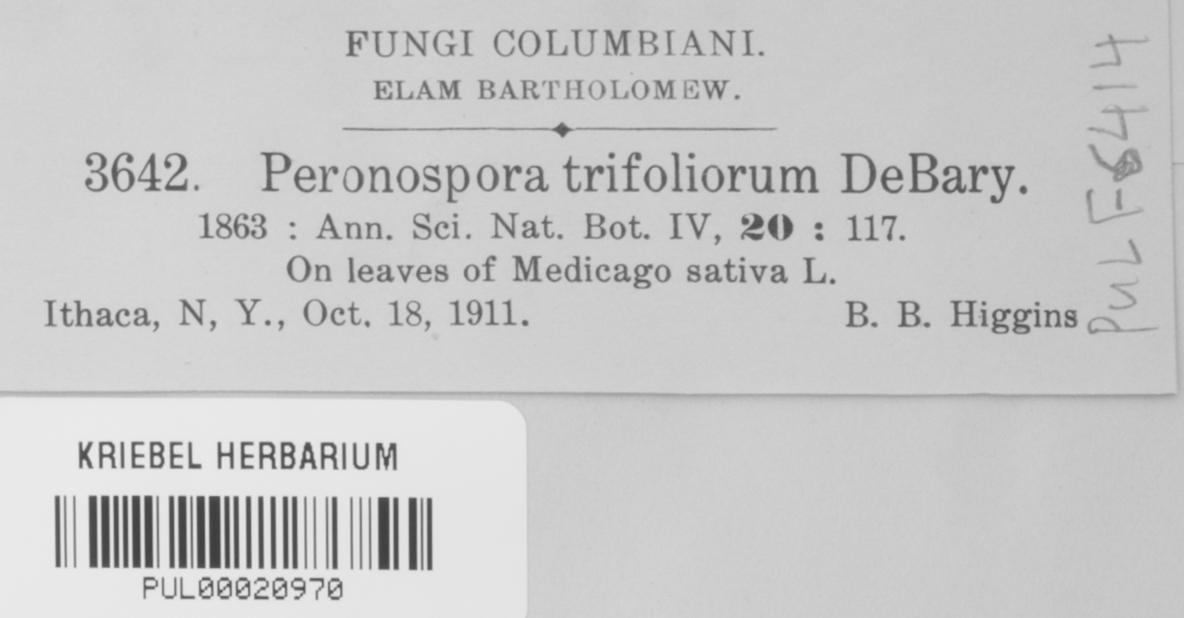 FUNGI COLUMBIANI.
ELAM BARTHOLOMEW.
3642. Peronospora trifoliorum DeBary.
1863 : Ann. Sci. Nat. Bot. IV, 20 : 117.
On leaves of Medicago sativa L.
Ithaca, N, Y., Oct. 18, 1911. B. B. Higgins
KRIEBEL HERBARIUM
PUL00020970